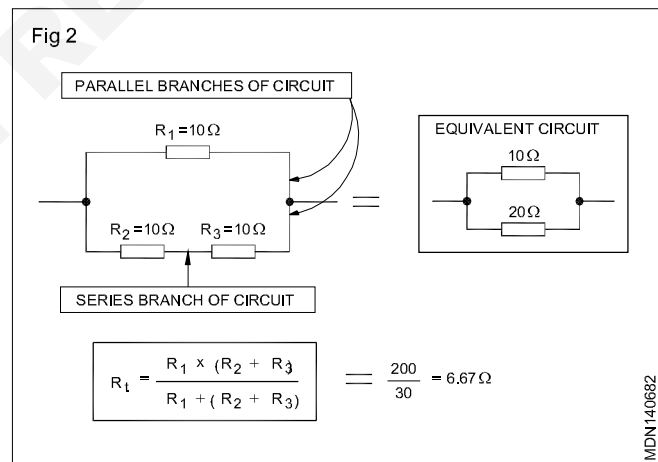 Fig 2
PARALLEL BRANCHES OF CIRCUIT
R1=10Ω
EQUIVALENT CIRCUIT
10Ω
20Ω
=
R2=10Ω R3=10Ω
SERIES BRANCH OF CIRCUIT
Rt = R1 x (R2 + R3) / R1 + ( R2 + R3) = 200 / 30 = 6.67Ω
MDN140682